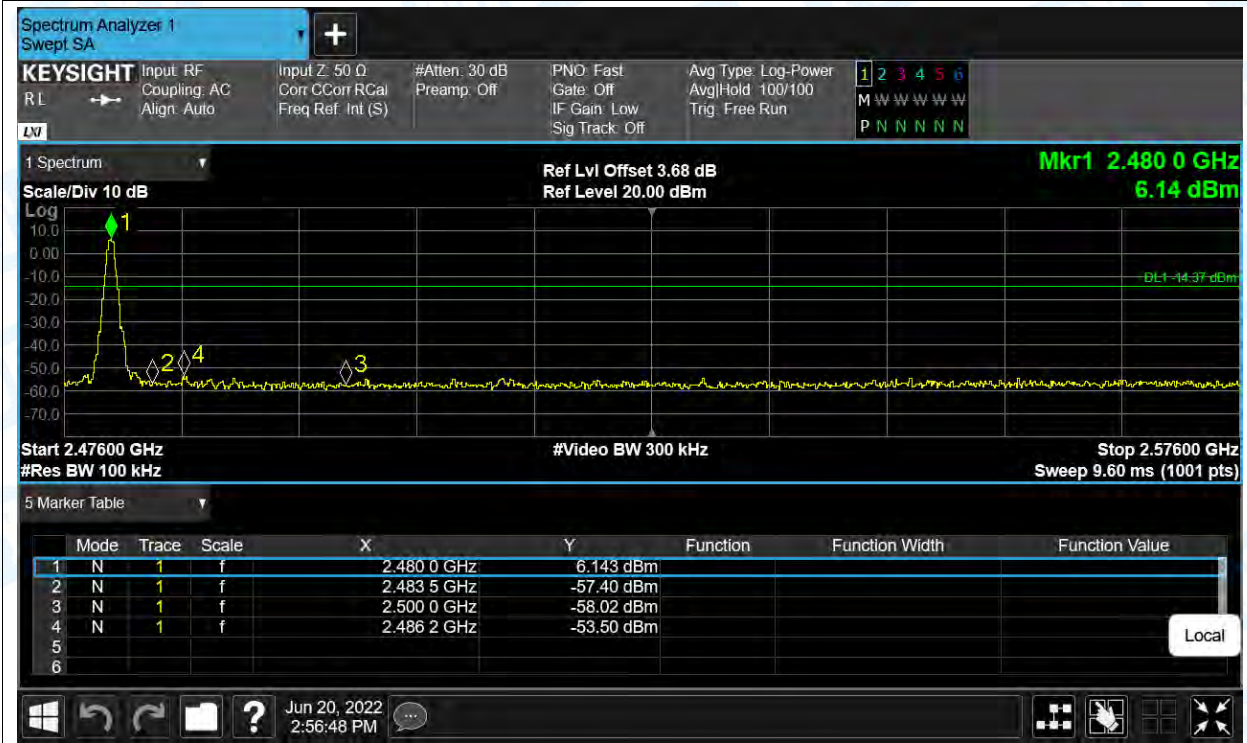 Spectrum Analyzer 1
Swept SA
+
KEYSIGHT Input: RF Input Z: 50 Ω #Atten: 30 dB PNO: Fast Avg Type: Log-Power 1 2 3 4 5 6
R L Coupling: AC Corr CCorr RCal Preamp: Off Gate: Off Avg|Hold: 100/100 M W W W W W W
Align: Auto Freq Ref: Int (S) IF Gain: Low Trig: Free Run P N N N N N N
LXI Sig Track: Off
1 Spectrum Ref Lvl Offset 3.68 dB Mkr1 2.480 0 GHz
Scale/Div 10 dB Ref Level 20.00 dBm 6.14 dBm
Log
1
10.0
0.00
-10.0 DL1 -14.37 dBm
-20.0
-30.0
-40.0
2 4 3
-50.0
-60.0
-70.0
Start 2.47600 GHz #Video BW 300 kHz Stop 2.57600 GHz
#Res BW 100 kHz Sweep 9.60 ms (1001 pts)
5 Marker Table
Mode Trace Scale X Y Function Function Width Function Value
1 N 1 f 2.480 0 GHz 6.143 dBm
2 N 1 f 2.483 5 GHz -57.40 dBm
3 N 1 f 2.500 0 GHz -58.02 dBm
4 N 1 f 2.486 2 GHz -53.50 dBm
5
6
Local
? Jun 20, 2022
2:56:48 PM